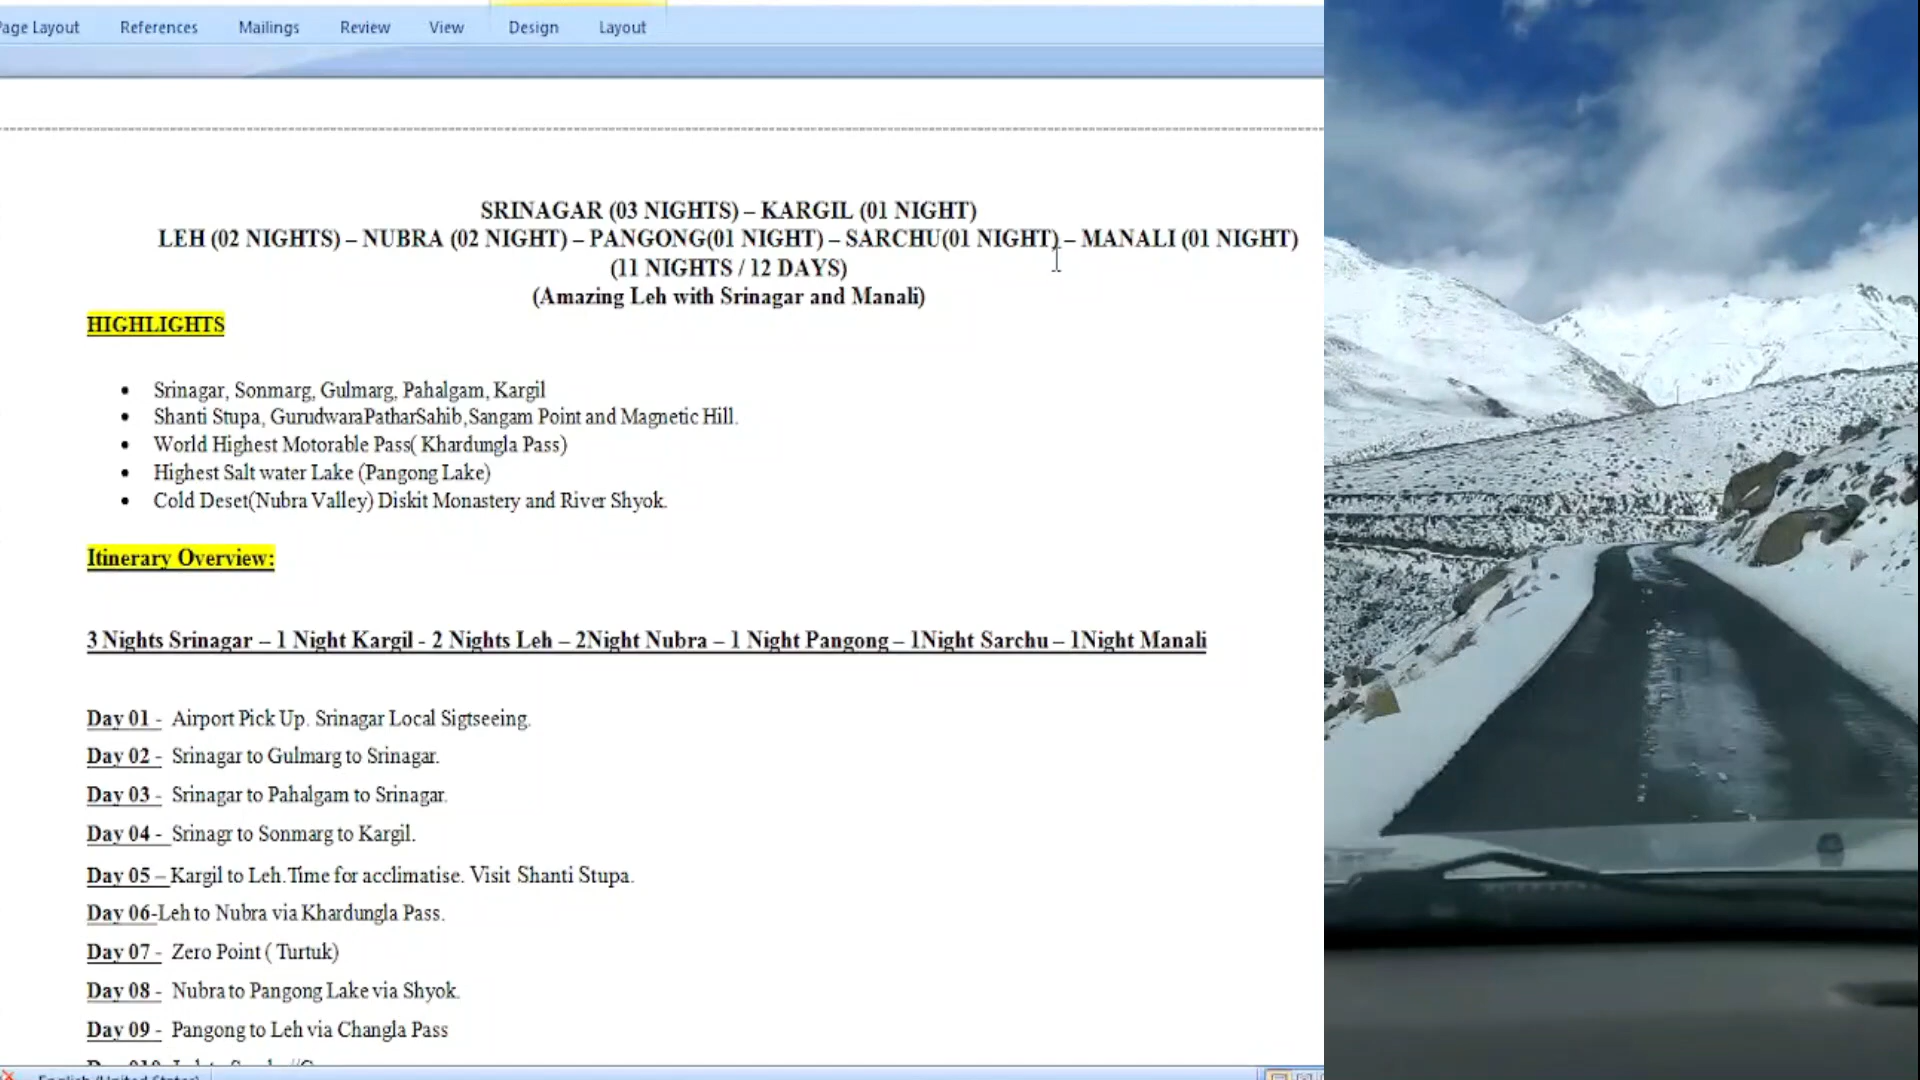 Page Layout References Mailings Review View Design Layout
SRINAGAR (03 NIGHTS) – KARGIL (01 NIGHT)
LEH (02 NIGHTS) – NUBRA (02 NIGHT) – PANGONG(01 NIGHT) – SARCHU(01 NIGHT) – MANALI (01 NIGHT)
(11 NIGHTS / 12 DAYS)
(Amazing Leh with Srinagar and Manali)
HIGHLIGHTS
• Srinagar, Sonmarg, Gulmarg, Pahalgam, Kargil
• Shanti Stupa, GurudwaraPatharSahib,Sangam Point and Magnetic Hill.
• World Highest Motorable Pass( Khardungla Pass)
• Highest Salt water Lake (Pangong Lake)
• Cold Deset(Nubra Valley) Diskit Monastery and River Shyok.
Itinerary Overview:
3 Nights Srinagar – 1 Night Kargil - 2 Nights Leh – 2Night Nubra – 1 Night Pangong – 1Night Sarchu – 1Night Manali
Day 01 - Airport Pick Up. Srinagar Local Sigtseeing.
Day 02 - Srinagar to Gulmarg to Srinagar.
Day 03 - Srinagar to Pahalgam to Srinagar.
Day 04 - Srinagr to Sonmarg to Kargil.
Day 05 – Kargil to Leh.Time for acclimatise. Visit Shanti Stupa.
Day 06-Leh to Nubra via Khardungla Pass.
Day 07 - Zero Point ( Turtuk)
Day 08 - Nubra to Pangong Lake via Shyok.
Day 09 - Pangong to Leh via Changla Pass
English (United States)